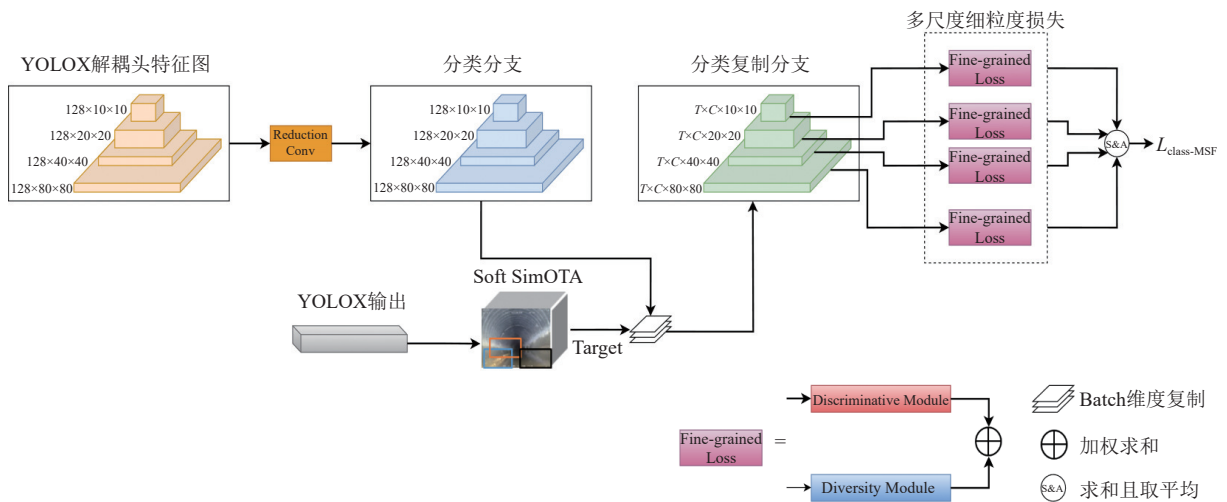 多尺度细粒度损失
YOLOX解耦头特征图
分类分支
分类复制分支
128×10×10
128×20×20
128×40×40
128×80×80
Reduction
Conv
128×10×10
128×20×20
128×40×40
128×80×80
T×C×10×10
T×C×20×20
T×C×40×40
T×C×80×80
Fine-grained
Loss
Fine-grained
Loss
Fine-grained
Loss
Fine-grained
Loss
S&A
L class-MSF
YOLOX输出
Soft SimOTA
Target
Fine-grained
Loss
=
Discriminative Module
Diversity Module
Batch维度复制
加权求和
S&A 求和且取平均